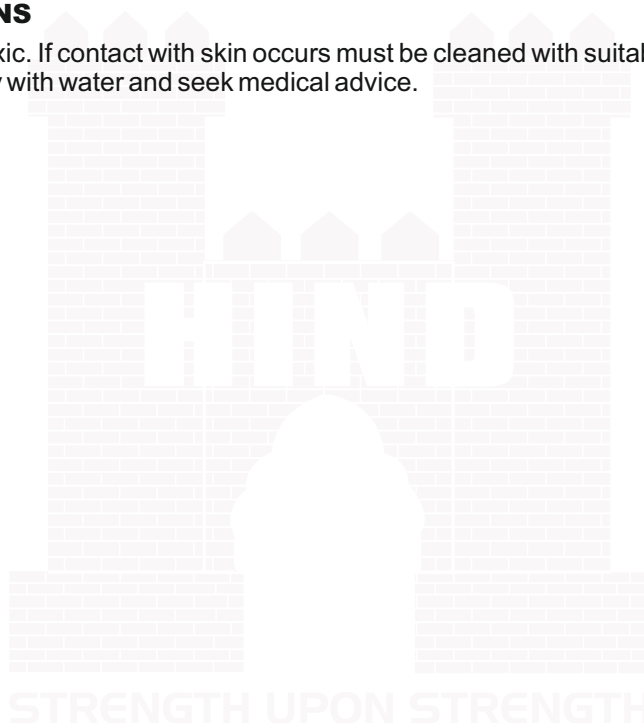 NS
xic. If contact with skin occurs must be cleaned with suital
with water and seek medical advice.
HIND
STRENGTH UPON STRENGTH